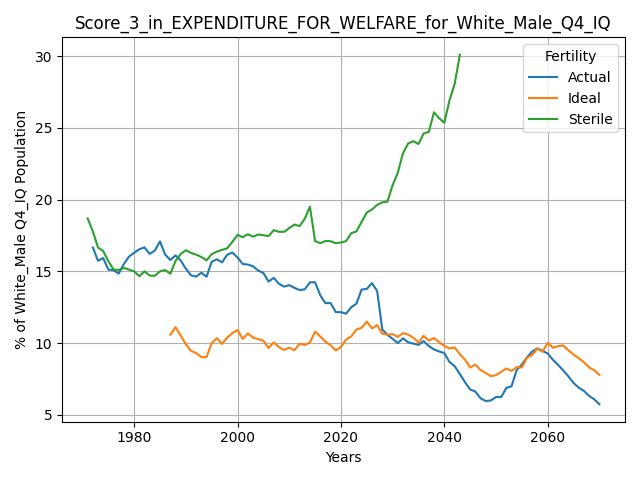 Score_3_in_EXPENDITURE_FOR_WELFARE_for_White_Male_Q4_IQ
% of White_Male Q4_IQ Population
30
25
20
15
10
5
Fertility
Actual
Ideal
Sterile
1980
2000
2020
2040
2060
Years